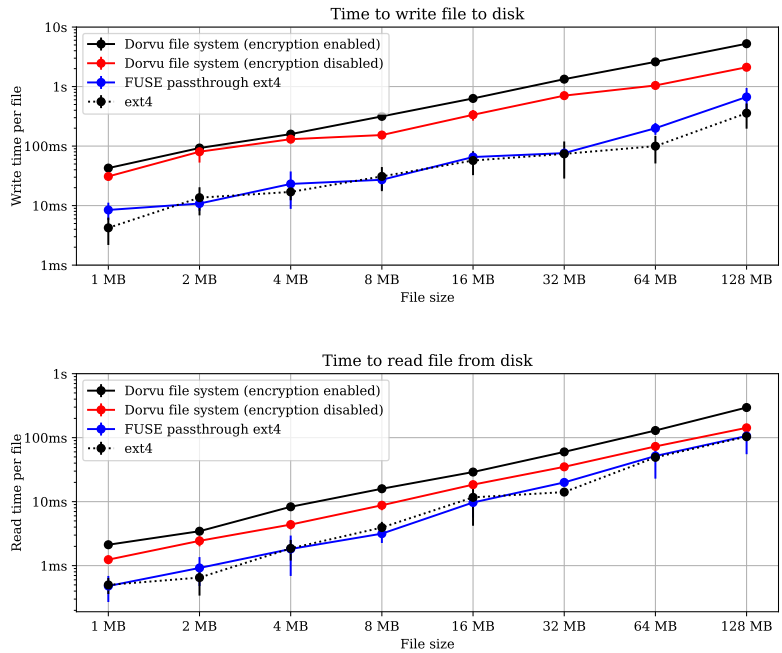 Time to write file to disk
10s
1s
100ms
10ms
1ms
Write time per file
Dorvu file system (encryption enabled)
Dorvu file system (encryption disabled)
FUSE passthrough ext4
ext4
1 MB
2 MB
4 MB
8 MB
16 MB
32 MB
64 MB
128 MB
File size
Time to read file from disk
1s
100ms
10ms
1ms
Read time per file
Dorvu file system (encryption enabled)
Dorvu file system (encryption disabled)
FUSE passthrough ext4
ext4
1 MB
2 MB
4 MB
8 MB
16 MB
32 MB
64 MB
128 MB
File size